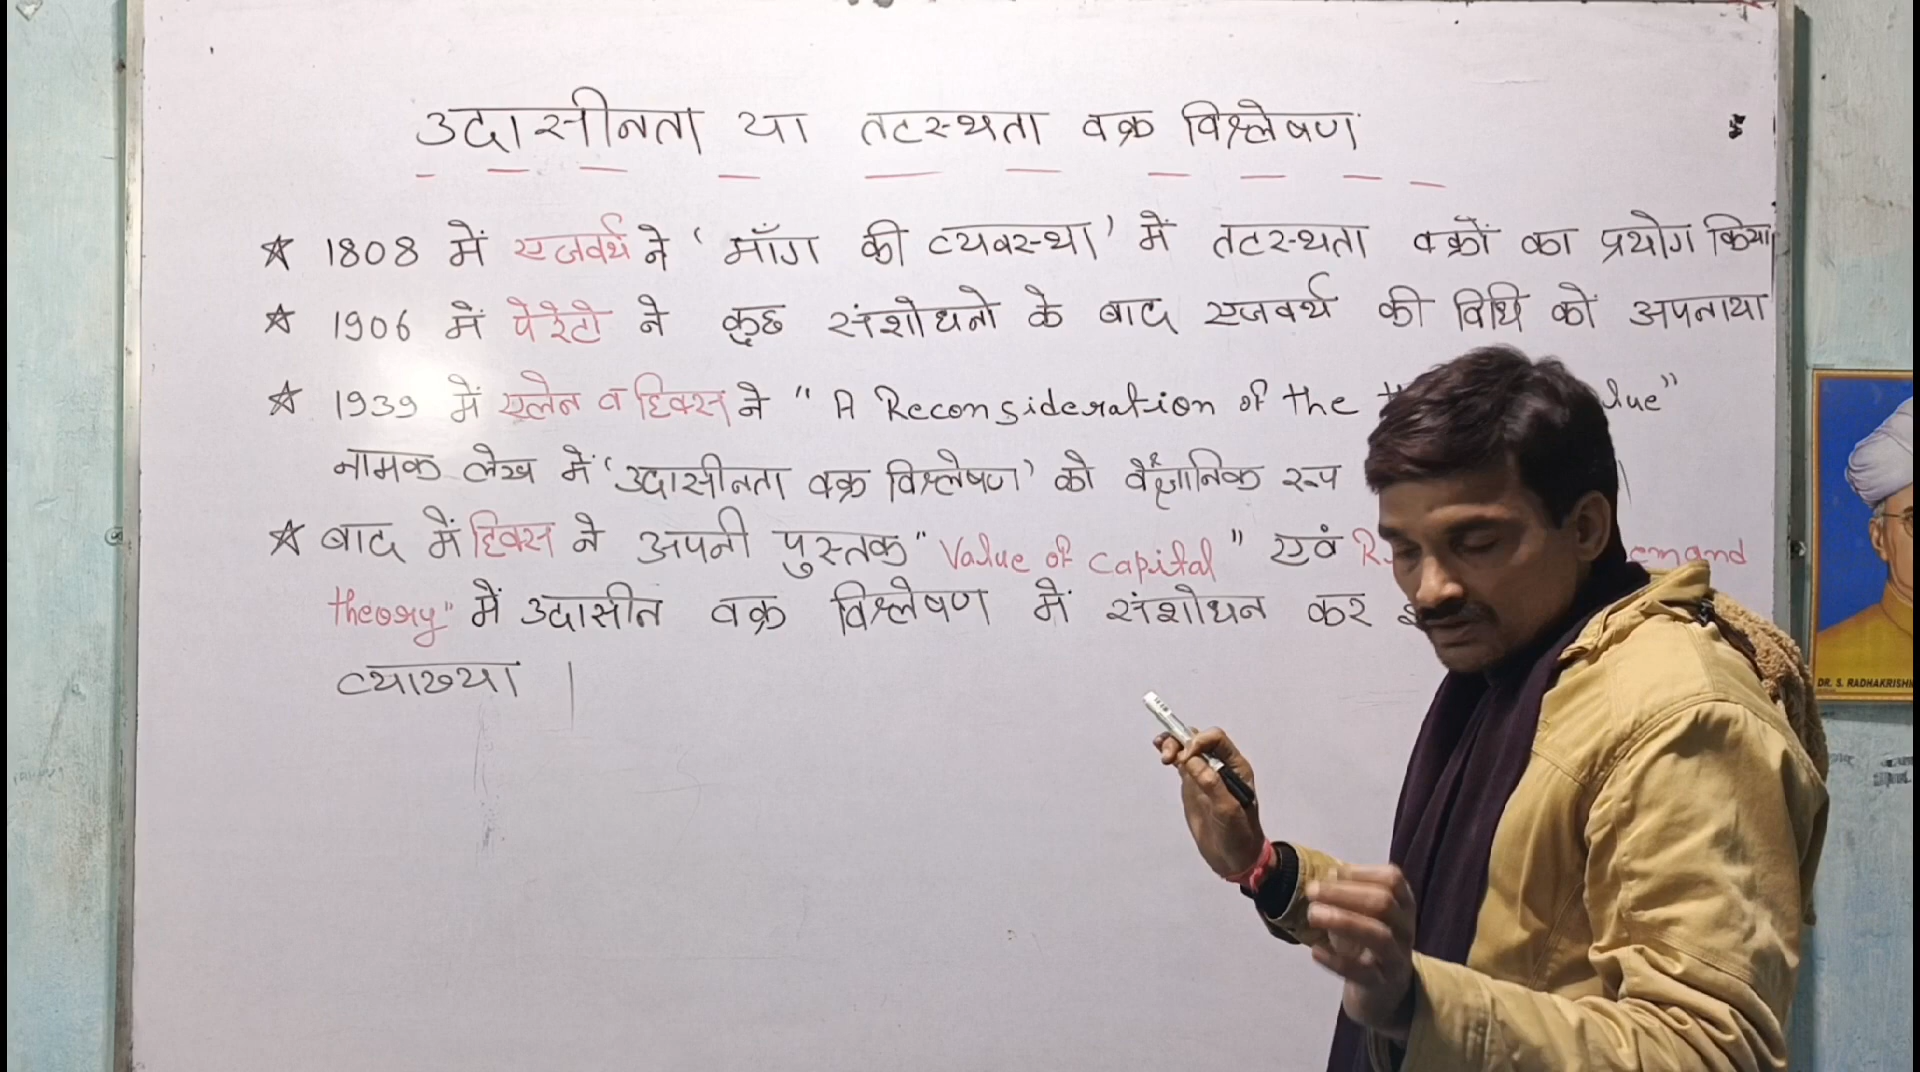 उदासीनता या तटस्थता वक्र विश्लेषण
★ 1808 में एजवर्थ ने ' माँग की व्यवस्था ' में तटस्थता वक्रों का प्रयोग किया
★ 1906 में पेरेटो ने कुछ संशोधनो के बाद एजवर्थ की विधि को अपनाया
★ 1939 में एलेन व हिक्स ने " A Reconsideration of the
नामक लेख में 'उदासीनता वक्र विश्लेषण' को वैज्ञानिक रूप
★ बाद में हिक्स ने अपनी पुस्तक " Value of capital " एवं
theory" में उदासीन वक्र विश्लेषण में संशोधन कर
व्याख्या |
DR. S. RADHAKRISH